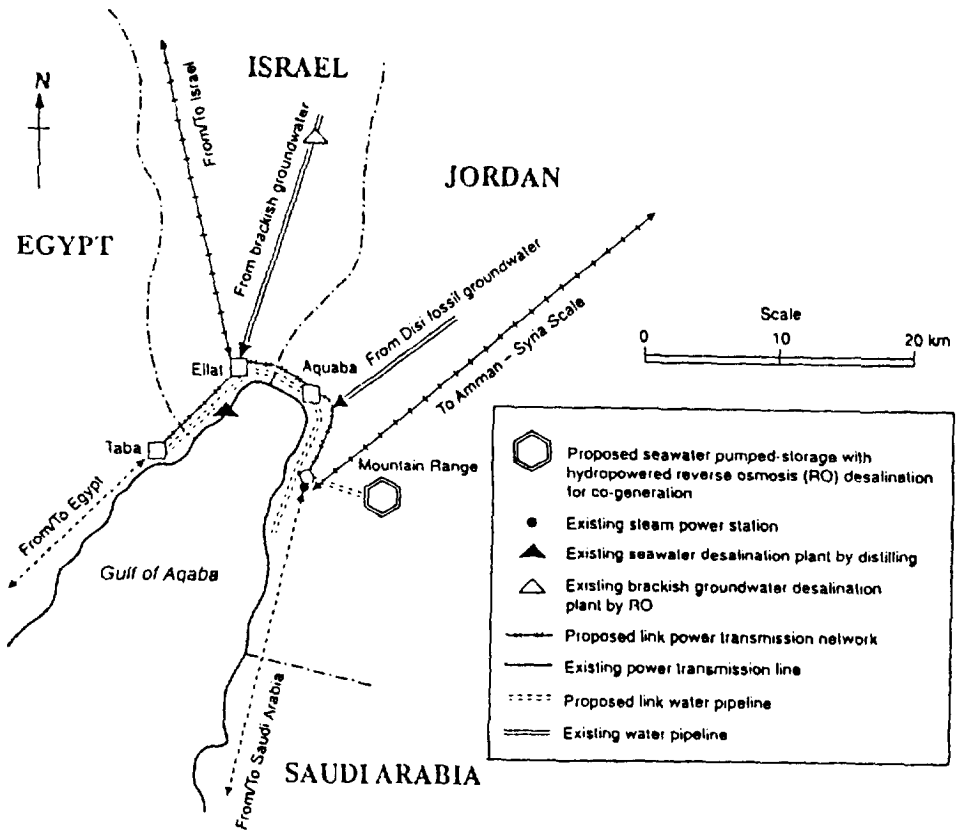 ISRAEL
N
From/To Israel
From brackish groundwater
JORDAN
EGYPT
From Disi fossil groundwater
To Amman – Syria Scale
Scale
0 10 20 km
Eilat
Aquaba
Taba
Mountain Range
From/To Egypt
Gulf of Aqaba
From/To Saudi Arabia
SAUDI ARABIA
Proposed seawater pumped-storage with
hydropowered reverse osmosis (RO) desalination
for co-generation
Existing steam power station
Existing seawater desalination plant by distilling
Existing brackish groundwater desalination
plant by RO
Proposed link power transmission network
Existing power transmission line
Proposed link water pipeline
Existing water pipeline